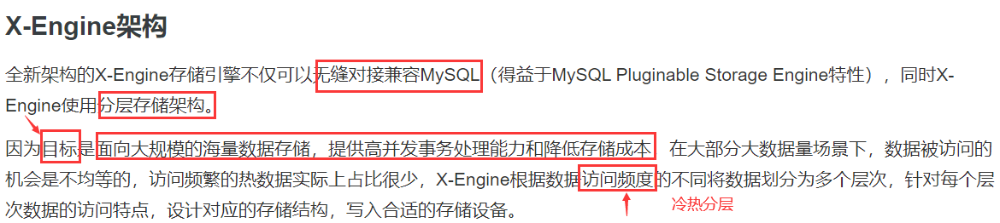 X-Engine架构
全新架构的X-Engine存储引擎不仅可以无缝对接兼容MySQL（得益于MySQL Pluginable Storage Engine特性），同时X-
Engine使用分层存储架构。
因为目标是面向大规模的海量数据存储，提供高并发事务处理能力和降低存储成本 在大部分大数据量场景下，数据被访问的
机会是不均等的，访问频繁的热数据实际上占比很少，X-Engine根据数据访问频度的不同将数据划分为多个层次，针对每个层
次数据的访问特点，设计对应的存储结构，写入合适的存储设备。
冷热分层